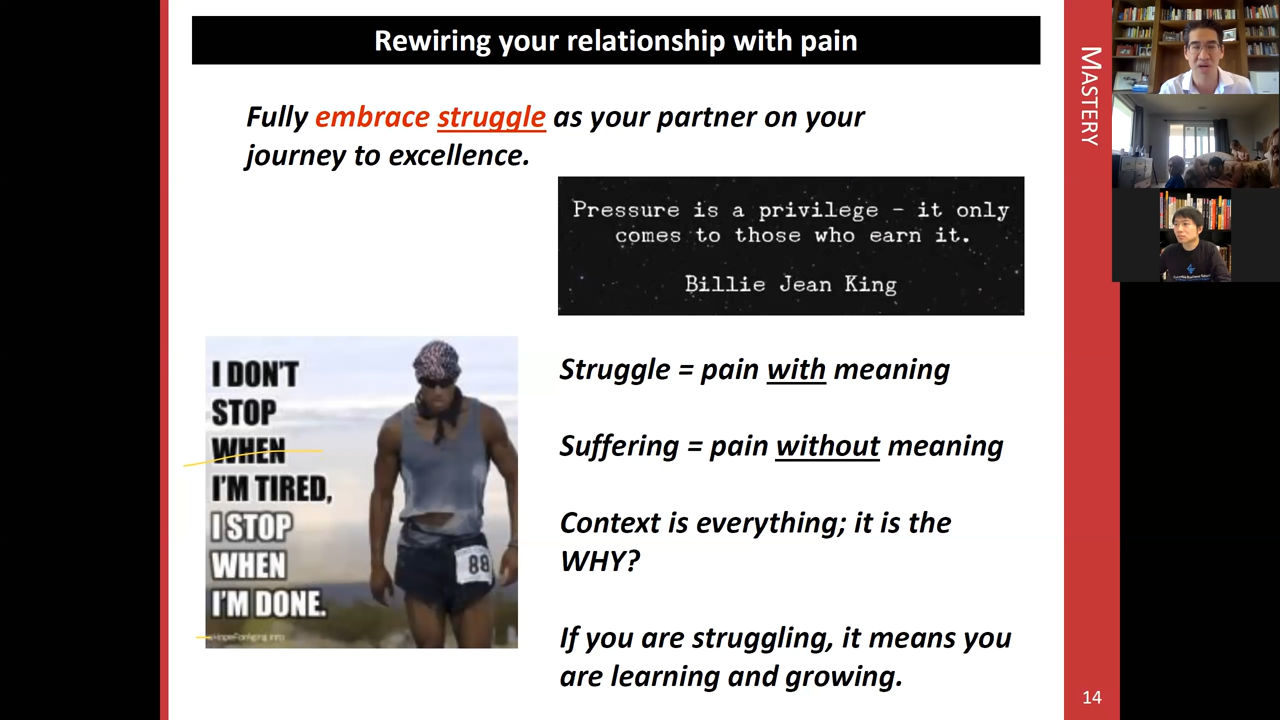 Rewiring your relationship with pain
Fully embrace struggle as your partner on your
journey to excellence.
Pressure is a privilege - it only
comes to those who earn it.
Billie Jean King
I DON'T
STOP
WHEN
I'M TIRED,
I STOP
WHEN
I'M DONE.
88
Struggle = pain with meaning
Suffering = pain without meaning
Context is everything; it is the
WHY?
If you are struggling, it means you
are learning and growing.
MASTERY
14